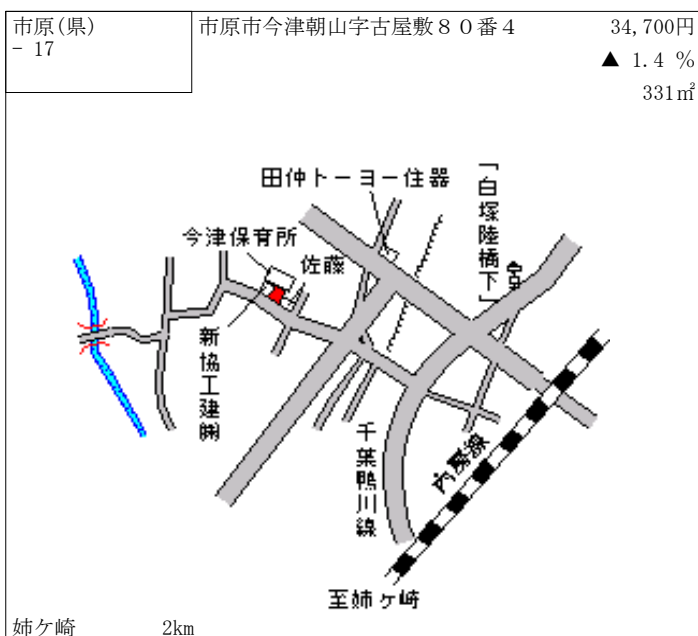 市原(県)
- 17
市原市今津朝山字古屋敷８０番４
34,700円
▲ 1.4 %
331㎡
田仲トーヨー住器
「白塚陸橋下」
今津保育所
佐藤
宮
新協工建㈱
千葉鴨川線
内房線
至姉ヶ崎
姉ケ崎 2km